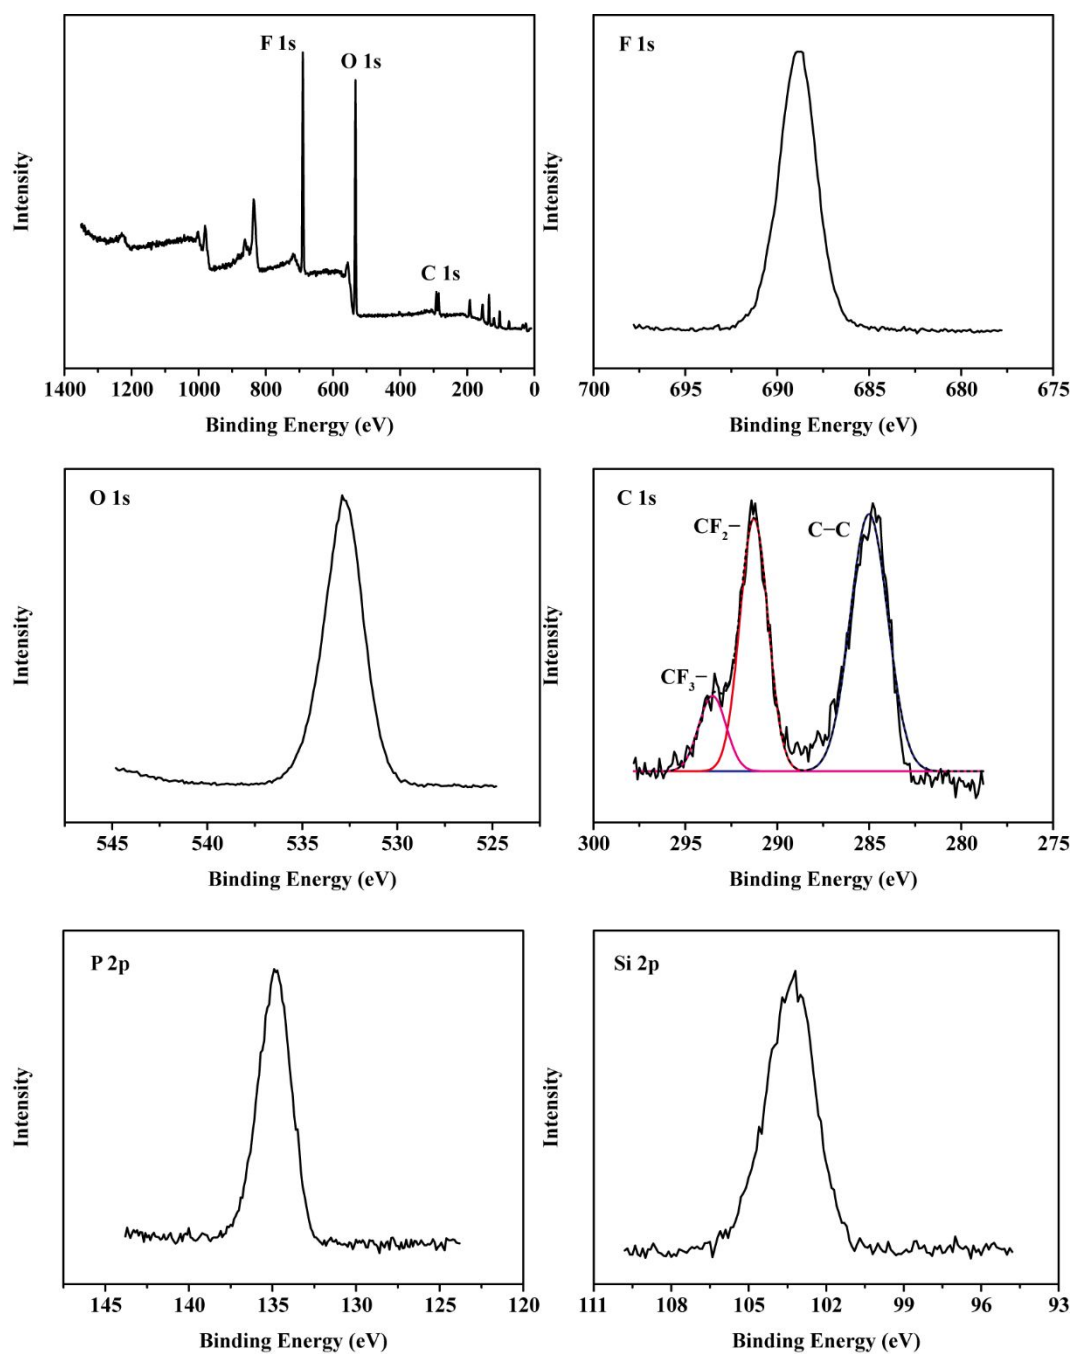 F 1s
O 1s
C 1s
Intensity
1400 1200 1000 800 600 400 200 0
Binding Energy (eV)
F 1s
Intensity
700 695 690 685 680 675
Binding Energy (eV)
O 1s
Intensity
545 540 535 530 525
Binding Energy (eV)
C 1s
CF₂−
C−C
CF₃−
Intensity
300 295 290 285 280 275
Binding Energy (eV)
P 2p
Intensity
145 140 135 130 125 120
Binding Energy (eV)
Si 2p
Intensity
111 108 105 102 99 96 93
Binding Energy (eV)